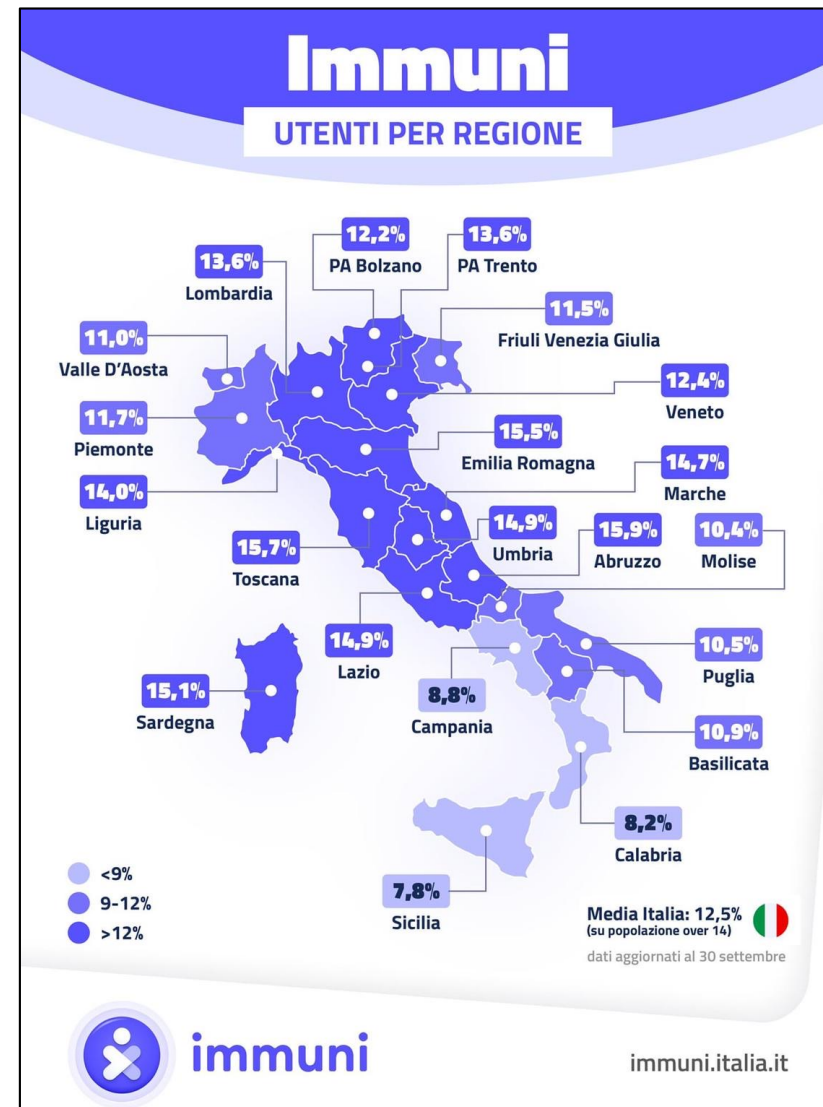 Immuni
UTENTI PER REGIONE
12,2%
PA Bolzano
13,6%
PA Trento
13,6%
Lombardia
11,5%
Friuli Venezia Giulia
11,0%
Valle D'Aosta
12,4%
Veneto
11,7%
Piemonte
15,5%
Emilia Romagna
14,7%
Marche
14,0%
Liguria
14,9%
Umbria
15,9%
Abruzzo
10,4%
Molise
15,7%
Toscana
14,9%
Lazio
10,5%
Puglia
15,1%
Sardegna
8,8%
Campania
10,9%
Basilicata
8,2%
Calabria
7,8%
Sicilia
<9%
9-12%
>12%
Media Italia: 12,5%
(su popolazione over 14)
dati aggiornati al 30 settembre
immuni
immuni.italia.it